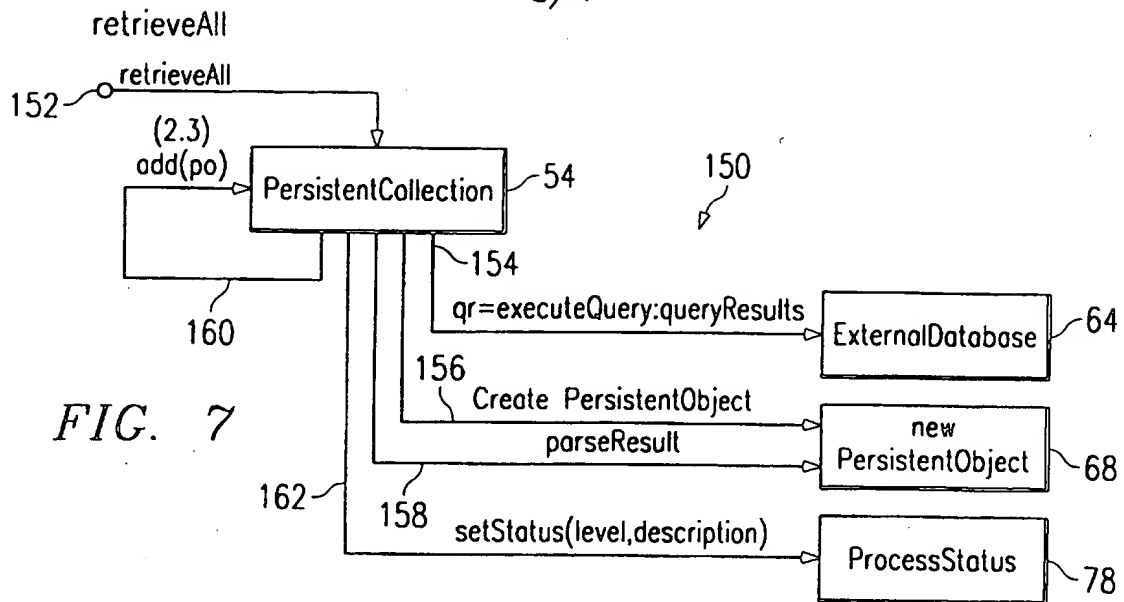 retrieveAll
retrieveAll
152
(2.3)
add(po)
PersistentCollection
54
150
154
160
qr=executeQuery:queryResults
ExternalDatabase
64
156
Create PersistentObject
FIG. 7
parseResult
new
PersistentObject
68
162
158
setStatus(level,description)
ProcessStatus
78